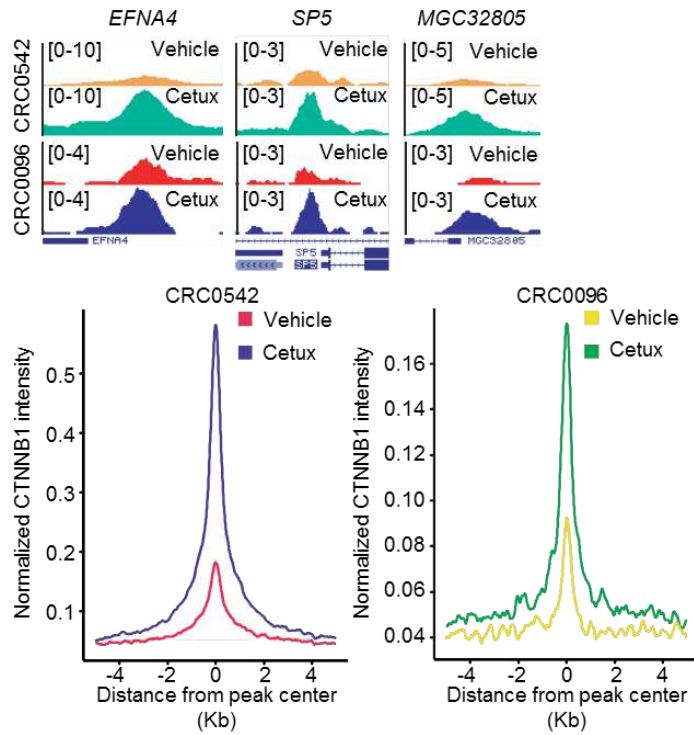 EFNA4 SP5 MGC32805
CRC0542
[0-10] Vehicle [0-3] Vehicle [0-5] Vehicle
[0-10] Cetux [0-3] Cetux [0-5] Cetux
CRC0096
[0-4] Vehicle [0-3] Vehicle [0-3] Vehicle
[0-4] Cetux [0-3] Cetux [0-3] Cetux
EFNA4 SP5 MGC32805
SP5
CRC0542
Vehicle
Cetux
Normalized CTNNB1 intensity
0.5
0.4
0.3
0.2
0.1
-4 -2 0 2 4
Distance from peak center
(Kb)
CRC0096
Vehicle
Cetux
Normalized CTNNB1 intensity
0.16
0.14
0.12
0.10
0.08
0.06
0.04
-4 -2 0 2 4
Distance from peak center
(Kb)